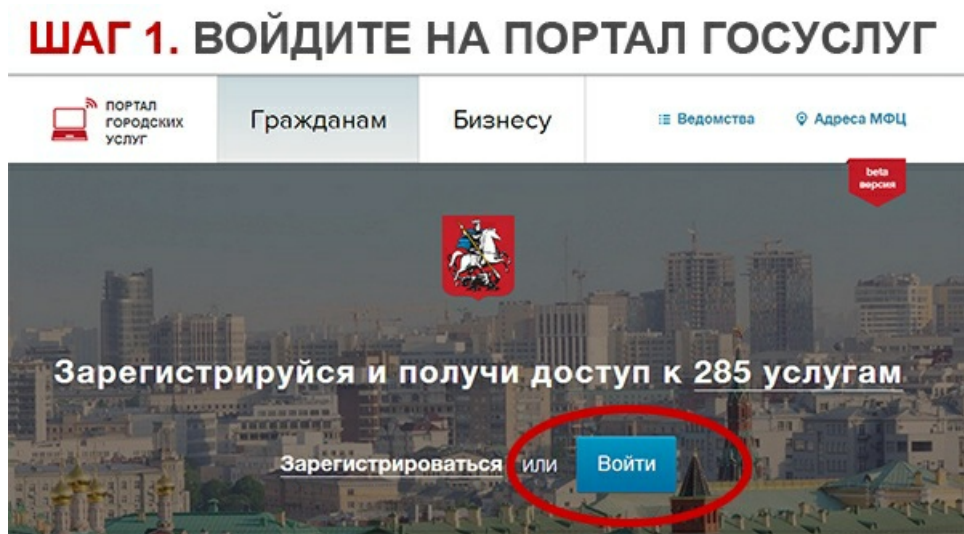 ШАГ 1. ВОЙДИТЕ НА ПОРТАЛ ГОСУСЛУГ
ПОРТАЛ
ГОРОДСКИХ
УСЛУГ
Гражданам
Бизнесу
Ведомства
Адреса МФЦ
beta
версия
Зарегистрируйся и получи доступ к 285 услугам
Зарегистрироваться или Войти